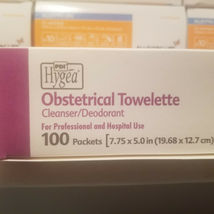 PDI
Hygea
Obstetrical Towelette
Cleanser/Deodorant
For Professional and Hospital Use
100 Packets [7.75 x 5.0 in (19.68 x 12.7 cm)